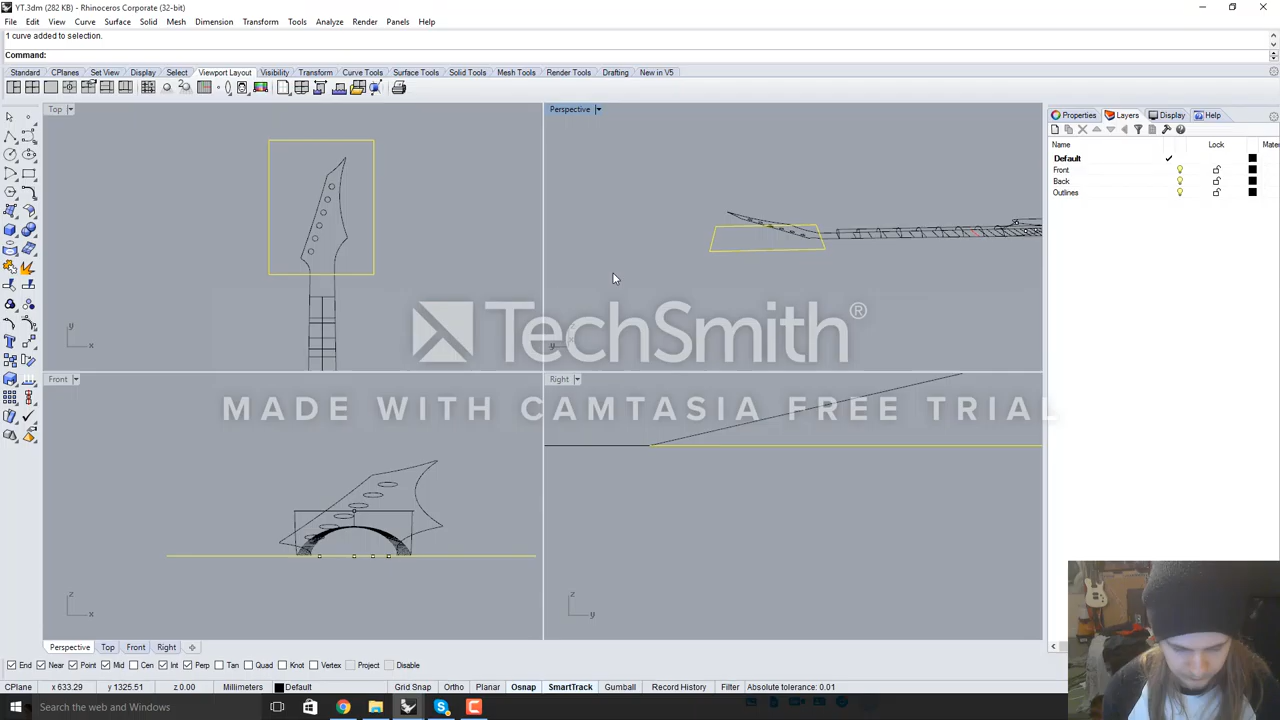 YT.3dm (282 KB) - Rhinoceros Corporate (32-bit)
File Edit View Curve Surface Solid Mesh Dimension Transform Tools Analyze Render Panels Help
1 curve added to selection.
Command:
Standard CPlanes Set View Display Select Viewport Layout Visibility Transform Curve Tools Surface Tools Solid Tools Mesh Tools Render Tools Drafting New in V5
Top
Perspective
Properties Layers Display Help
Name Lock Mate
Default
Front
Back
Outlines
y
x
y
TechSmith®
MADE WITH CAMTASIA FREE TRIAL
Front
Right
z
x
z
y
Perspective Top Front Right
End Near Point Mid Cen Int Perp Tan Quad Knot Vertex Project Disable
CPlane x 633.29 y 1325.51 z 0.00 Millimeters Default Grid Snap Ortho Planar Osnap SmartTrack Gumball Record History Filter Absolute tolerance: 0.01
Search the web and Windows